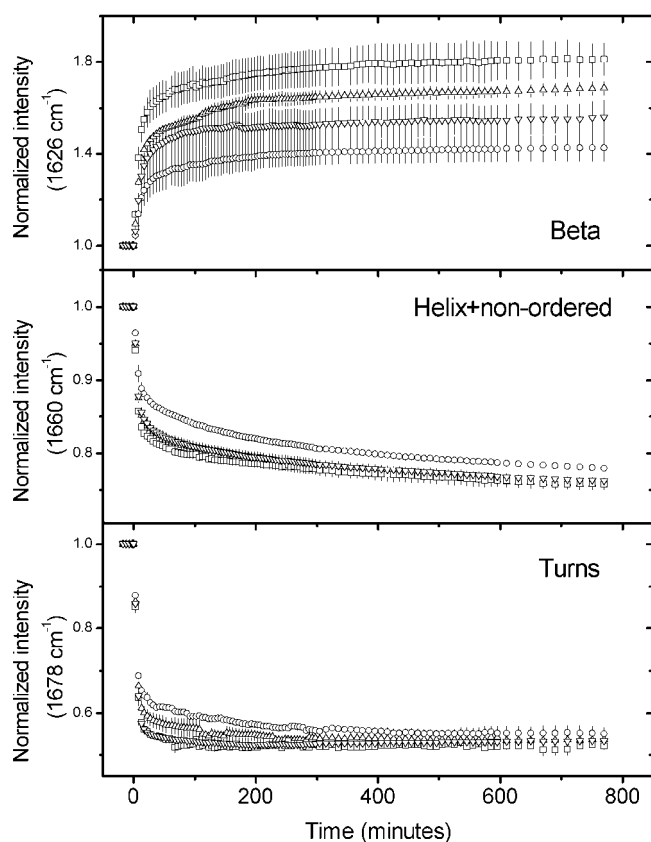 Normalized intensity
(1626 cm⁻¹)
1.8
1.4
1.0
Beta
Normalized intensity
(1660 cm⁻¹)
1.0
0.9
0.8
Helix+non-ordered
Normalized intensity
(1678 cm⁻¹)
1.0
0.8
0.6
Turns
0 200 400 600 800
Time (minutes)